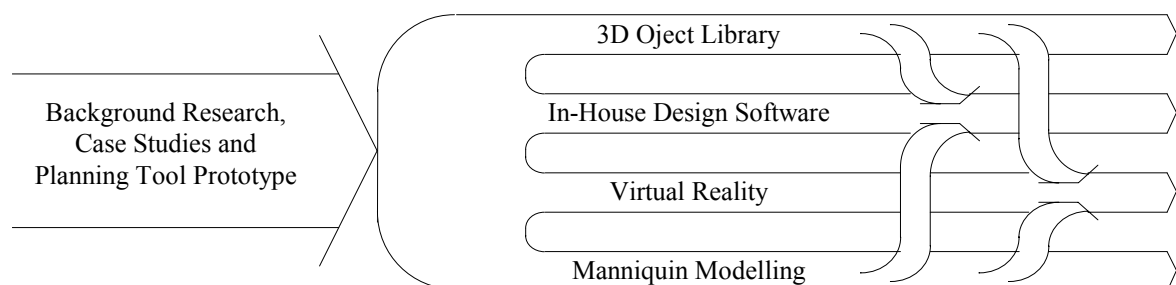 Background Research,
Case Studies and
Planning Tool Prototype
3D Oject Library
In-House Design Software
Virtual Reality
Manniquin Modelling